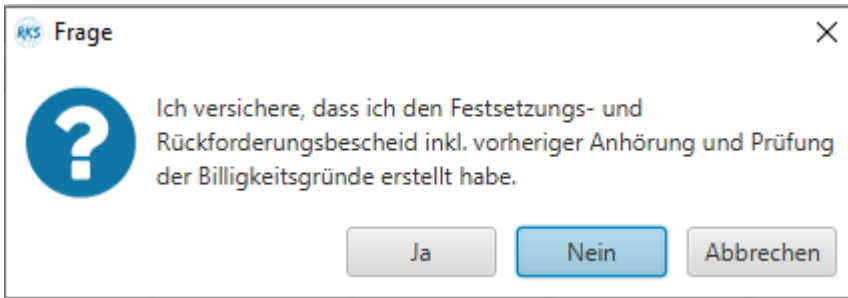 RKS Frage
Ich versichere, dass ich den Festsetzungs- und
Rückforderungsbescheid inkl. vorheriger Anhörung und Prüfung
der Billigkeitsgründe erstellt habe.
Ja Nein Abbrechen